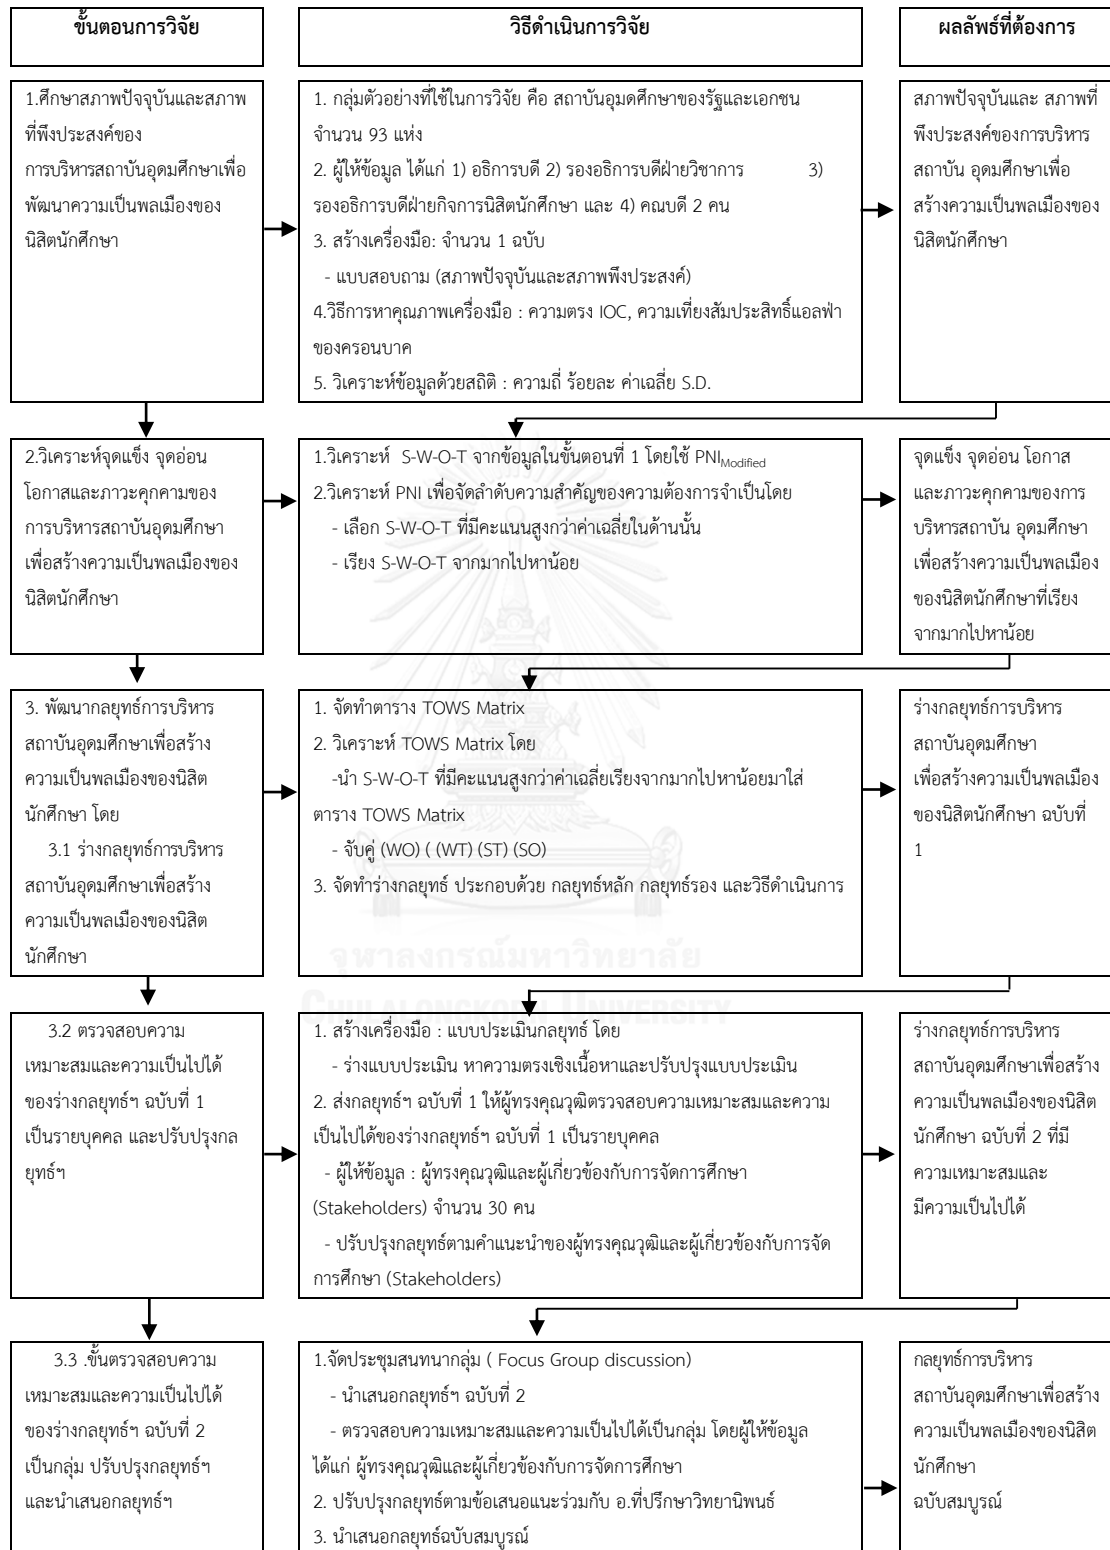 ขั้นตอนการวิจัย
วิธีดำเนินการวิจัย
ผลลัพธ์ที่ต้องการ
1.ศึกษาสภาพปัจจุบันและสภาพ
ที่พึงประสงค์ของ
การบริหารสถาบันอุดมศึกษาเพื่อ
พัฒนาความเป็นพลเมืองของ
นิสิตนักศึกษา
1. กลุ่มตัวอย่างที่ใช้ในการวิจัย คือ สถาบันอุมดศึกษาของรัฐและเอกชน
จำนวน 93 แห่ง
2. ผู้ให้ข้อมูล ได้แก่ 1) อธิการบดี 2) รองอธิการบดีฝ่ายวิชาการ 3)
รองอธิการบดีฝ่ายกิจการนิสิตนักศึกษา และ 4) คณบดี 2 คน
3. สร้างเครื่องมือ: จำนวน 1 ฉบับ
- แบบสอบถาม (สภาพปัจจุบันและสภาพพึงประสงค์)
4.วิธีการหาคุณภาพเครื่องมือ : ความตรง IOC, ความเที่ยงสัมประสิทธิ์แอลฟ่า
ของครอนบาค
5. วิเคราะห์ข้อมูลด้วยสถิติ : ความถี่ ร้อยละ ค่าเฉลี่ย S.D.
สภาพปัจจุบันและ สภาพที่
พึงประสงค์ของการบริหาร
สถาบัน อุดมศึกษาเพื่อ
สร้างความเป็นพลเมืองของ
นิสิตนักศึกษา
2.วิเคราะห์จุดแข็ง จุดอ่อน
โอกาสและภาวะคุกคามของ
การบริหารสถาบันอุดมศึกษา
เพื่อสร้างความเป็นพลเมืองของ
นิสิตนักศึกษา
1.วิเคราะห์ S-W-O-T จากข้อมูลในขั้นตอนที่ 1 โดยใช้ PNIModified
2.วิเคราะห์ PNI เพื่อจัดลำดับความสำคัญของความต้องการจำเป็นโดย
- เลือก S-W-O-T ที่มีคะแนนสูงกว่าค่าเฉลี่ยในด้านนั้น
- เรียง S-W-O-T จากมากไปหาน้อย
จุดแข็ง จุดอ่อน โอกาส
และภาวะคุกคามของการ
บริหารสถาบัน อุดมศึกษา
เพื่อสร้างความเป็นพลเมือง
ของนิสิตนักศึกษาที่เรียง
จากมากไปหาน้อย
3. พัฒนากลยุทธ์การบริหาร
สถาบันอุดมศึกษาเพื่อสร้าง
ความเป็นพลเมืองของนิสิต
นักศึกษา โดย
3.1 ร่างกลยุทธ์การบริหาร
สถาบันอุดมศึกษาเพื่อสร้าง
ความเป็นพลเมืองของนิสิต
นักศึกษา
1. จัดทำตาราง TOWS Matrix
2. วิเคราะห์ TOWS Matrix โดย
-นำ S-W-O-T ที่มีคะแนนสูงกว่าค่าเฉลี่ยเรียงจากมากไปหาน้อยมาใส่
ตาราง TOWS Matrix
- จับคู่ (WO) ( (WT) (ST) (SO)
3. จัดทำร่างกลยุทธ์ ประกอบด้วย กลยุทธ์หลัก กลยุทธ์รอง และวิธีดำเนินการ
ร่างกลยุทธ์การบริหาร
สถาบันอุดมศึกษา
เพื่อสร้างความเป็นพลเมือง
ของนิสิตนักศึกษา ฉบับที่
1
จุฬาลงกรณ์มหาวิทยาลัย
CHULALONGKORN UNIVERSITY
3.2 ตรวจสอบความ
เหมาะสมและความเป็นไปได้
ของร่างกลยุทธ์ฯ ฉบับที่ 1
เป็นรายบุคคล และปรับปรุงกล
ยุทธ์ฯ
1. สร้างเครื่องมือ : แบบประเมินกลยุทธ์ โดย
- ร่างแบบประเมิน หาความตรงเชิงเนื้อหาและปรับปรุงแบบประเมิน
2. ส่งกลยุทธ์ฯ ฉบับที่ 1 ให้ผู้ทรงคุณวุฒิตรวจสอบความเหมาะสมและความ
เป็นไปได้ของร่างกลยุทธ์ฯ ฉบับที่ 1 เป็นรายบุคคล
- ผู้ให้ข้อมูล : ผู้ทรงคุณวุฒิและผู้เกี่ยวข้องกับการจัดการศึกษา
(Stakeholders) จำนวน 30 คน
- ปรับปรุงกลยุทธ์ตามคำแนะนำของผู้ทรงคุณวุฒิและผู้เกี่ยวข้องกับการจัด
การศึกษา (Stakeholders)
ร่างกลยุทธ์การบริหาร
สถาบันอุดมศึกษาเพื่อสร้าง
ความเป็นพลเมืองของนิสิต
นักศึกษา ฉบับที่ 2 ที่มี
ความเหมาะสมและ
มีความเป็นไปได้
3.3 .ขั้นตรวจสอบความ
เหมาะสมและความเป็นไปได้
ของร่างกลยุทธ์ฯ ฉบับที่ 2
เป็นกลุ่ม ปรับปรุงกลยุทธ์ฯ
และนำเสนอกลยุทธ์ฯ
1.จัดประชุมสนทนากลุ่ม ( Focus Group discussion)
- นำเสนอกลยุทธ์ฯ ฉบับที่ 2
- ตรวจสอบความเหมาะสมและความเป็นไปได้เป็นกลุ่ม โดยผู้ให้ข้อมูล
ได้แก่ ผู้ทรงคุณวุฒิและผู้เกี่ยวข้องกับการจัดการศึกษา
2. ปรับปรุงกลยุทธ์ตามข้อเสนอแนะร่วมกับ อ.ที่ปรึกษาวิทยานิพนธ์
3. นำเสนอกลยุทธ์ฉบับสมบูรณ์
กลยุทธ์การบริหาร
สถาบันอุดมศึกษาเพื่อสร้าง
ความเป็นพลเมืองของนิสิต
นักศึกษา
ฉบับสมบูรณ์